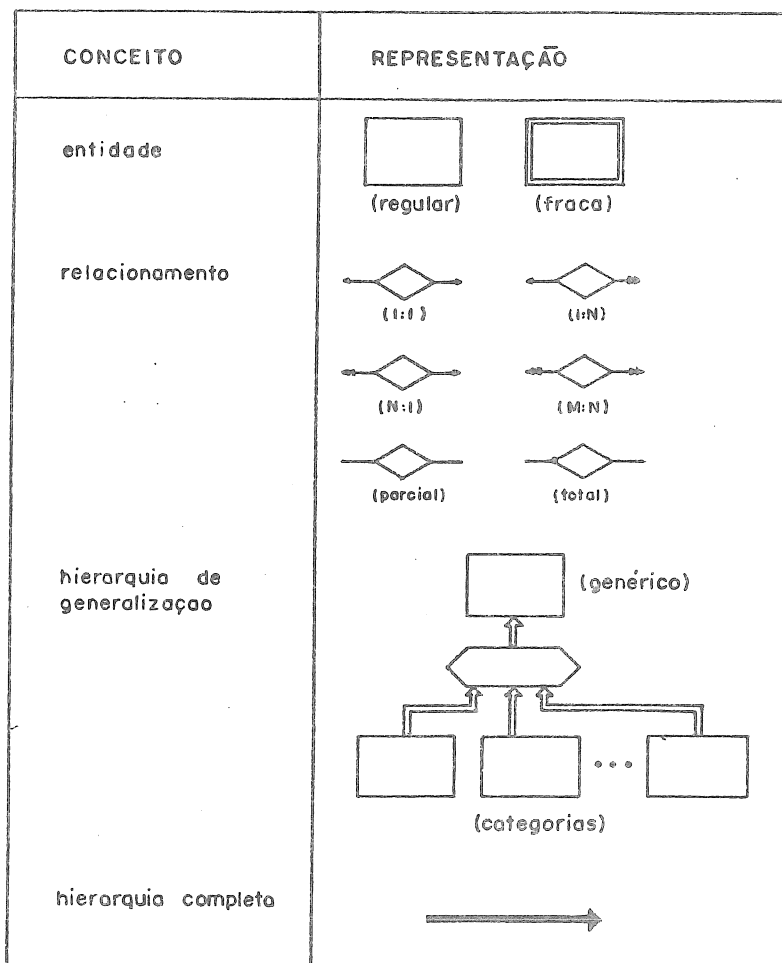 CONCEITO
REPRESENTAÇÃO
entidade
(regular)
(fraca)
relacionamento
(1:1)
(1:N)
(N:1)
(M:N)
(parcial)
(total)
hierarquia de
generalizaçao
(genérico)
(categorias)
hierarquia completa